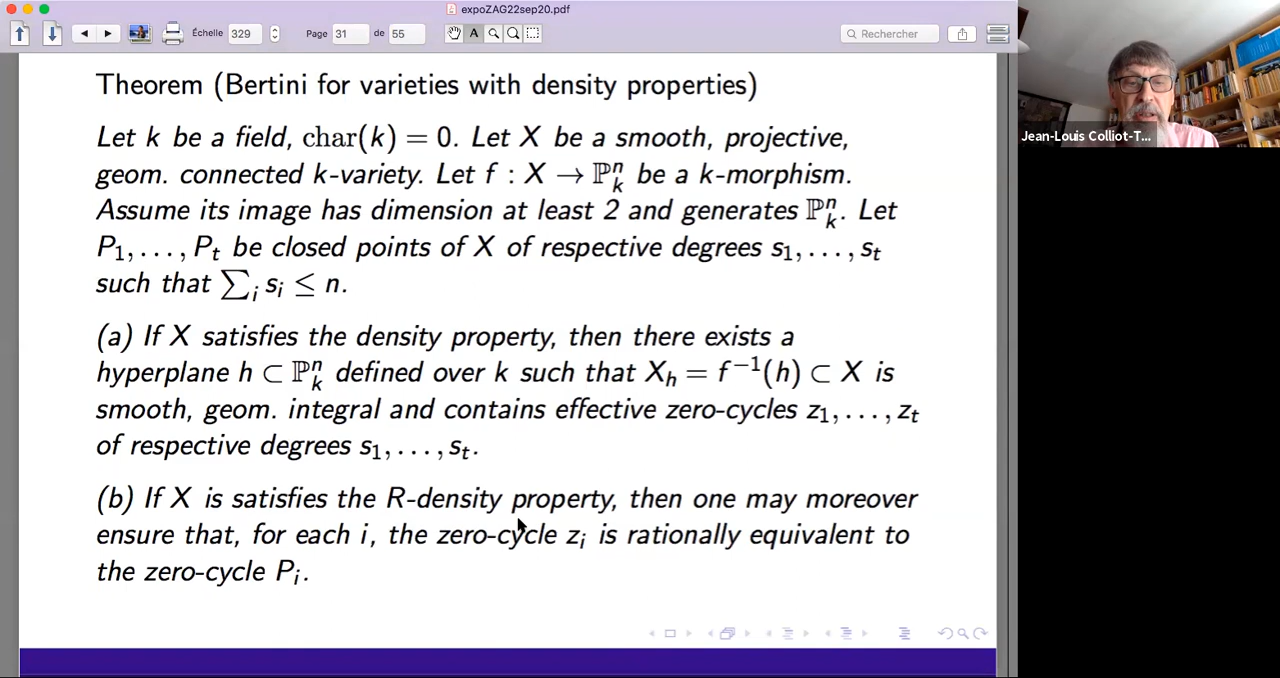 expoZAG22sep20.pdf
Échelle 329 Page 31 de 55 Rechercher
Theorem (Bertini for varieties with density properties)
Let k be a field, char(k) = 0. Let X be a smooth, projective,
geom. connected k-variety. Let f : X → ℙⁿₖ be a k-morphism.
Assume its image has dimension at least 2 and generates ℙⁿₖ. Let
P₁, . . . , Pₜ be closed points of X of respective degrees s₁, . . . , sₜ
such that ∑ᵢ sᵢ ≤ n.
(a) If X satisfies the density property, then there exists a
hyperplane h ⊂ ℙⁿₖ defined over k such that Xₕ = f⁻¹(h) ⊂ X is
smooth, geom. integral and contains effective zero-cycles z₁, . . . , zₜ
of respective degrees s₁, . . . , sₜ.
(b) If X is satisfies the R-density property, then one may moreover
ensure that, for each i, the zero-cycle zᵢ is rationally equivalent to
the zero-cycle Pᵢ.
Jean-Louis Colliot-T...